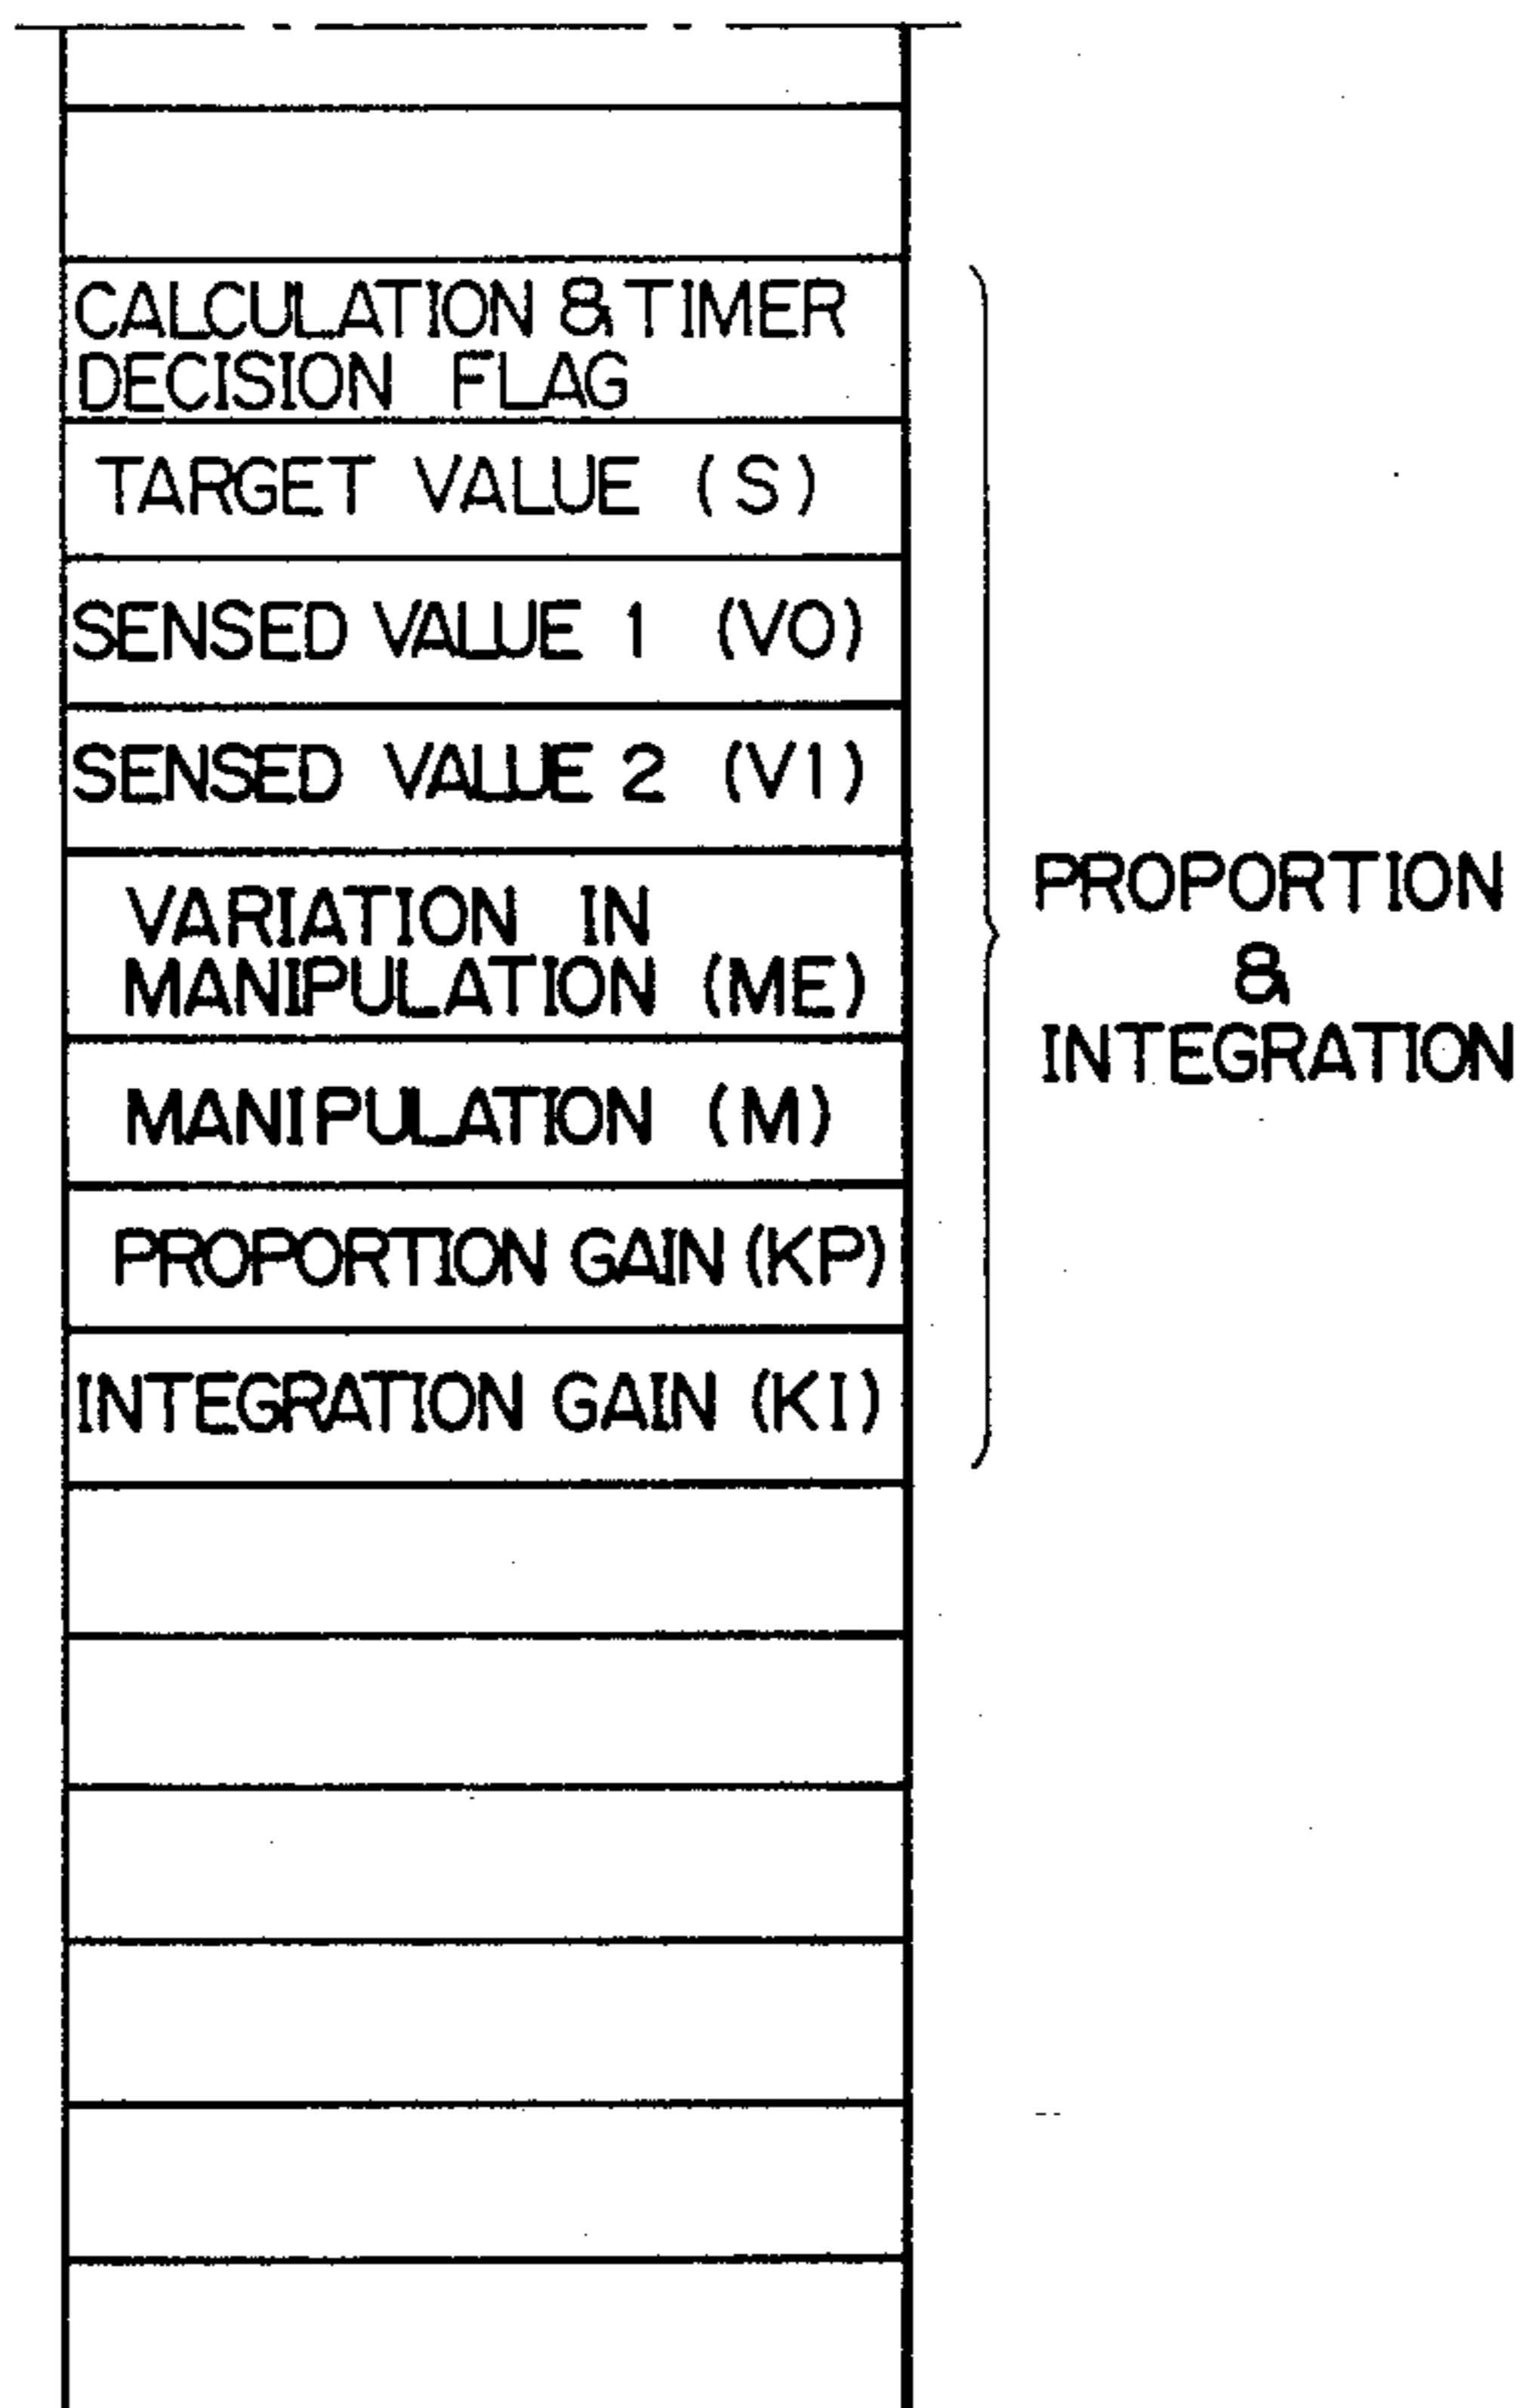 CALCULATION & TIMER
DECISION FLAG
TARGET VALUE (S)
SENSED VALUE 1 (V0)
SENSED VALUE 2 (V1)
VARIATION IN
MANIPULATION (ME)
MANIPULATION (M)
PROPORTION GAIN (KP)
INTEGRATION GAIN (KI)
PROPORTION
&
INTEGRATION